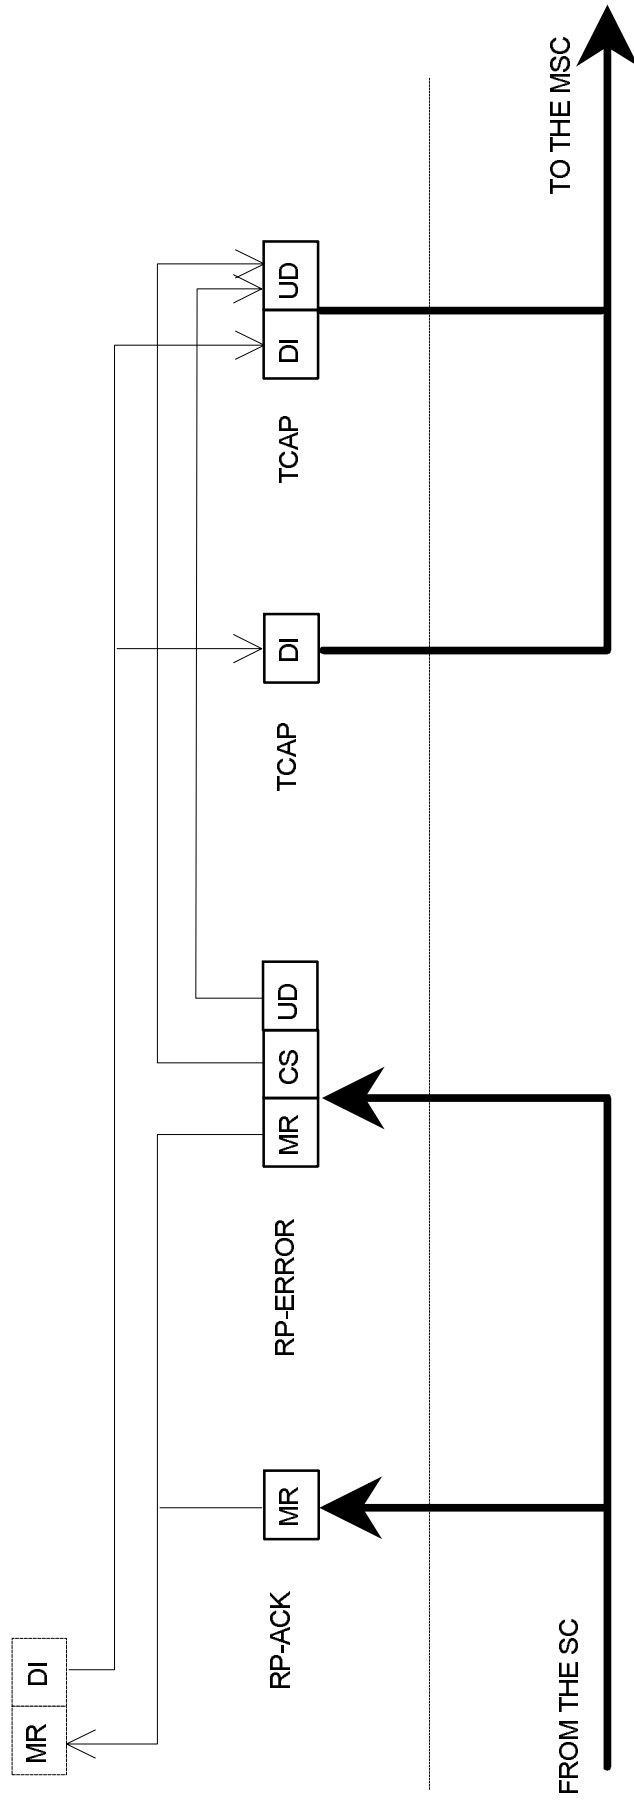 MR DI
RP-ACK
MR
RP-ERROR
MR CS UD
TCAP
DI
TCAP
DI UD
FROM THE SC
TO THE MSC